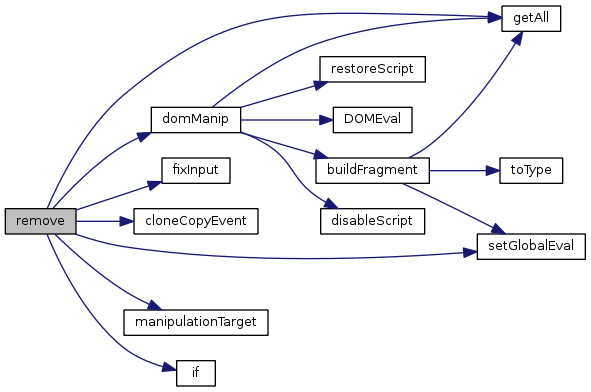 getAll
restoreScript
domManip
DOMEval
fixInput
buildFragment
toType
remove
cloneCopyEvent
disableScript
setGlobalEval
manipulationTarget
if